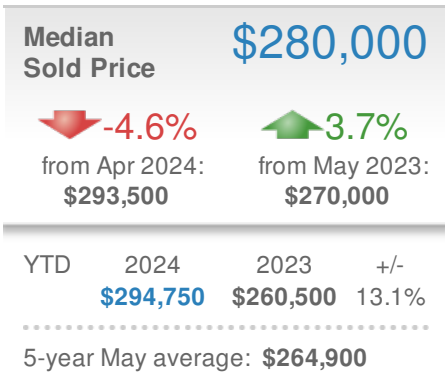 Median $280,000
Sold Price
-4.6% 3.7%
from Apr 2024: from May 2023:
$293,500 $270,000
YTD 2024 2023 +/-
$294,750 $260,500 13.1%
5-year May average: $264,900